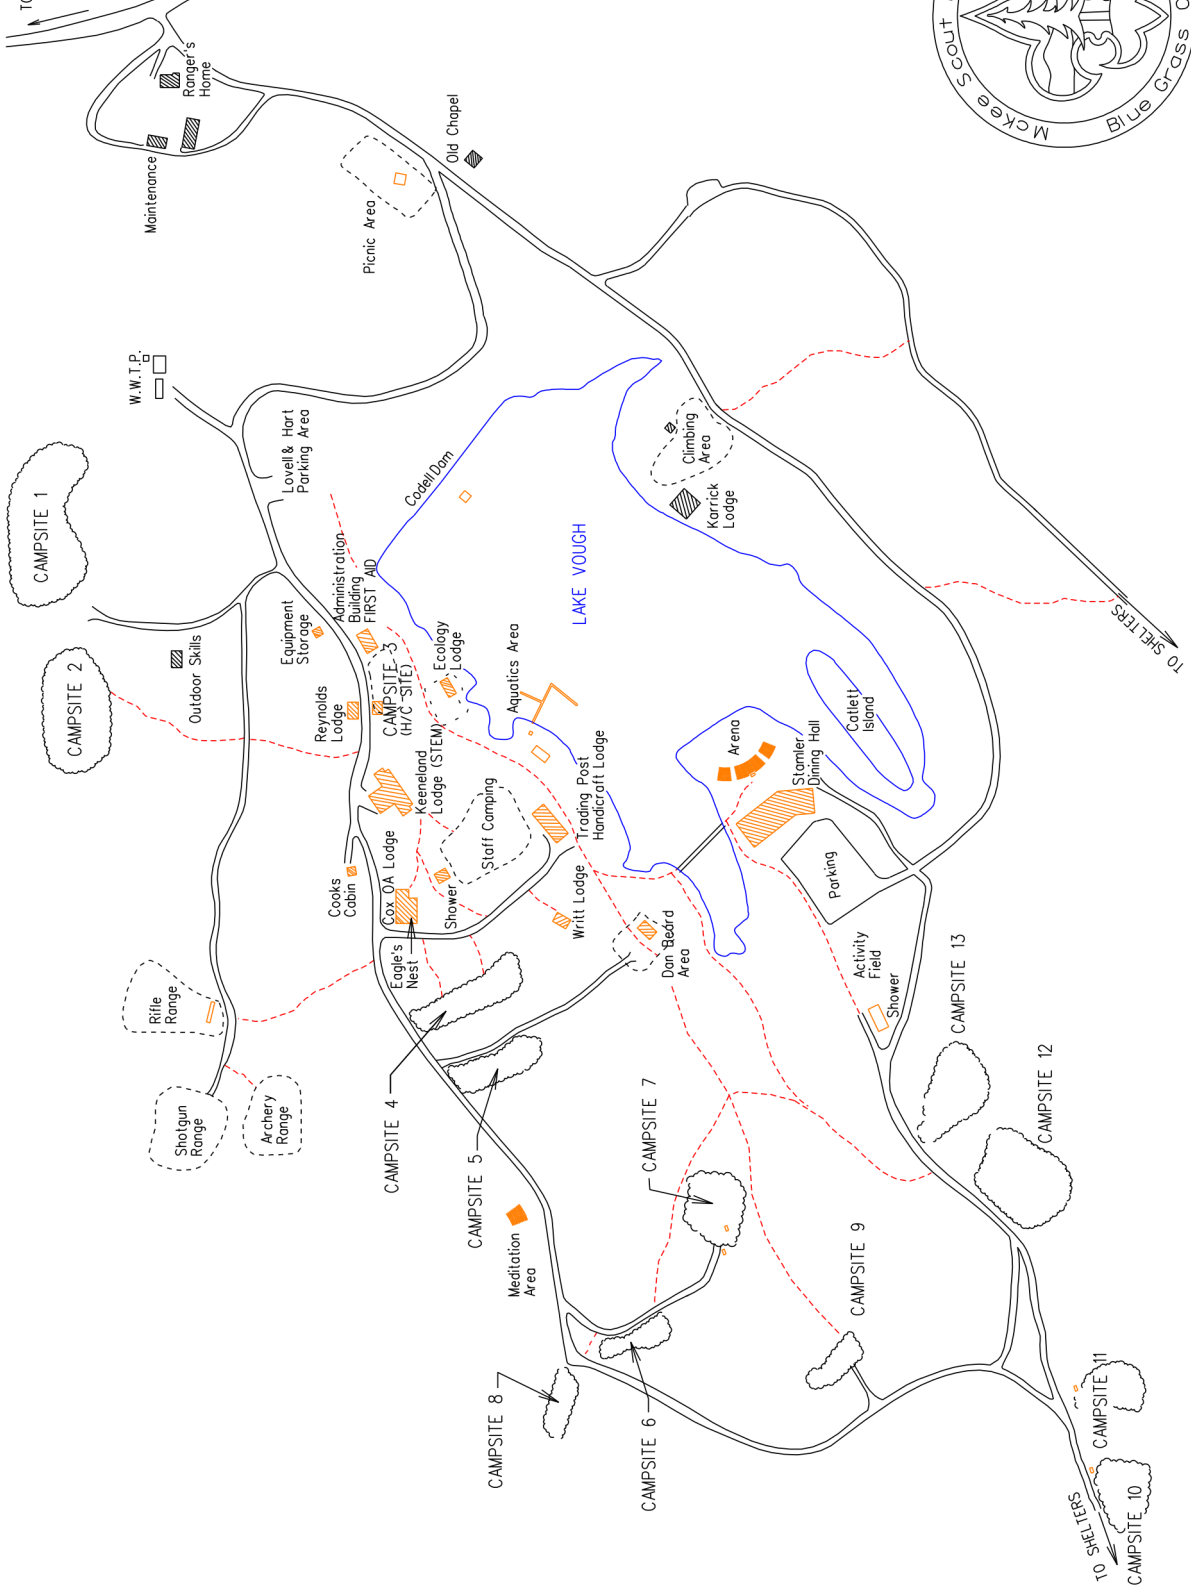 TO
Ranger's
Home
Maintenance
Old Chapel
Picnic Area
McKee Scout
Blue Grass C
W.W.T.P.
Lovell & Hart
Parking Area
Codell Dam
CAMPSITE 1
Climbing
Area
Karrick
Lodge
LAKE VOUGH
Administration
Building
FIRST AID
Equipment
Storage
Outdoor Skills
CAMPSITE 2
Reynolds
Lodge
CAMPSITE 3
(H/C SITE)
Ecology
Lodge
Aquatics Area
TO SHELTERS
Catlett
Island
Arena
Stamler
Dining Hall
Keeneland
Lodge (STEM)
Trading Post
Handicraft Lodge
Staff Camping
Cooks
Cabin
Cox OA Lodge
Shower
Writt Lodge
Parking
Eagle's
Nest
Dan Beard
Area
Activity
Field
Shower
Rifle
Range
Shotgun
Range
Archery
Range
CAMPSITE 13
CAMPSITE 12
CAMPSITE 4
CAMPSITE 5
CAMPSITE 7
Meditation
Area
CAMPSITE 9
CAMPSITE 8
CAMPSITE 6
CAMPSITE 11
CAMPSITE 10
TO SHELTERS